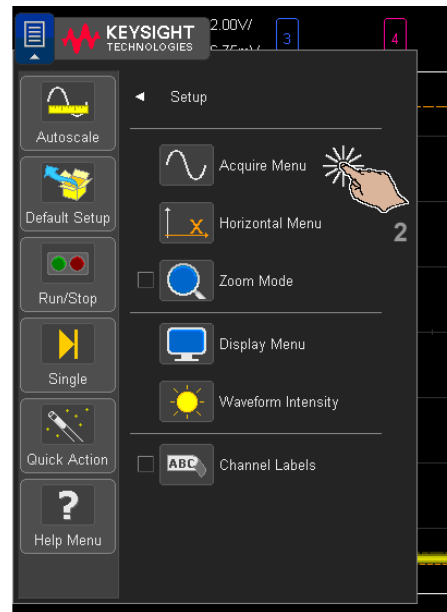 KEYSIGHT
TECHNOLOGIES
2.00V/
3
4
Setup
Autoscale
Default Setup
Run/Stop
Single
Quick Action
?
Help Menu
Acquire Menu
2
X
Horizontal Menu
Zoom Mode
Display Menu
Waveform Intensity
ABC
Channel Labels